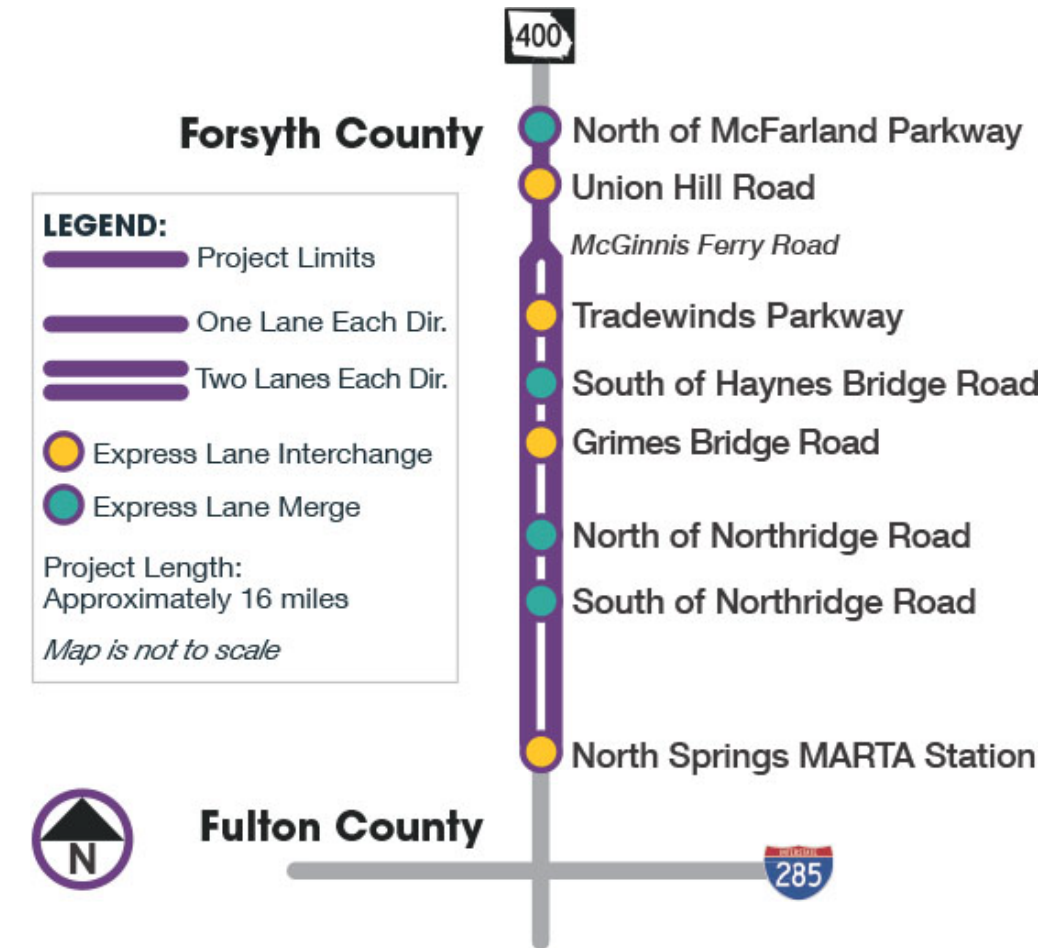 400
Forsyth County
North of McFarland Parkway
Union Hill Road
McGinnis Ferry Road
Tradewinds Parkway
South of Haynes Bridge Road
Grimes Bridge Road
North of Northridge Road
South of Northridge Road
North Springs MARTA Station
LEGEND:
Project Limits
One Lane Each Dir.
Two Lanes Each Dir.
Express Lane Interchange
Express Lane Merge
Project Length:
Approximately 16 miles
Map is not to scale
N
Fulton County
INTERSTATE
285